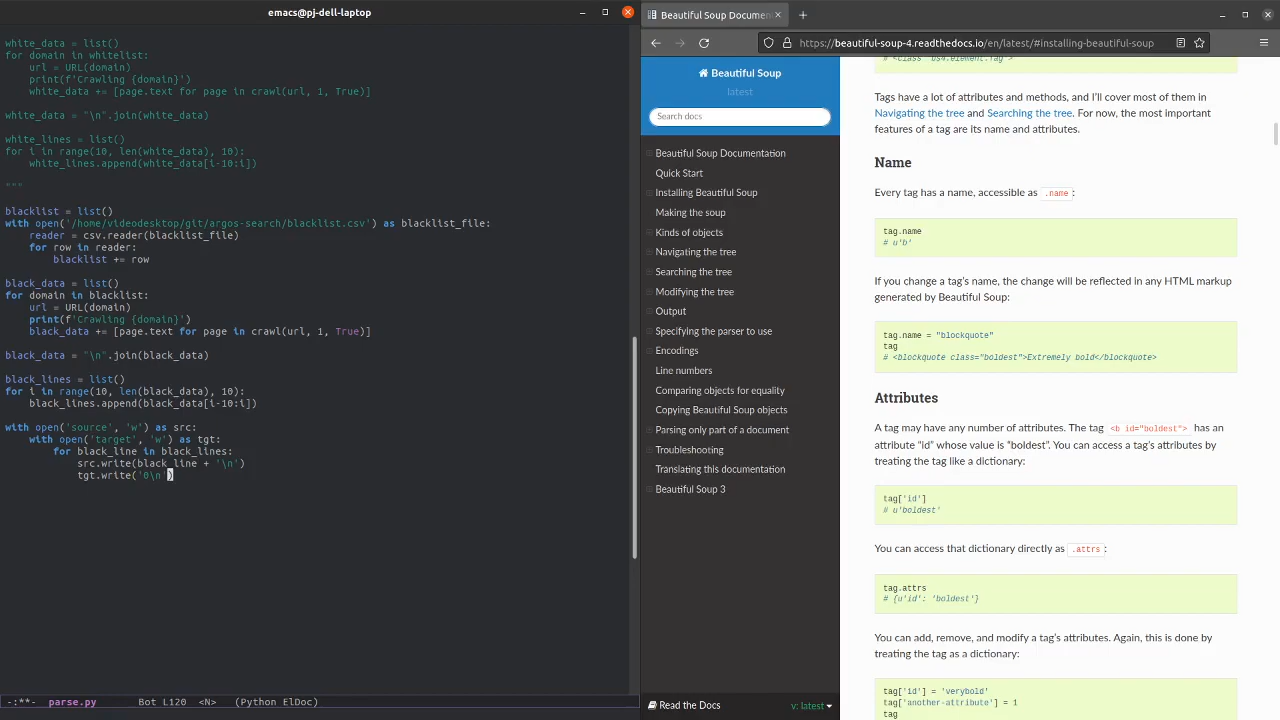 emacs@pj-dell-laptop
white_data = list()
for domain in whitelist:
    url = URL(domain)
    print(f'Crawling {domain}')
    white_data += [page.text for page in crawl(url, 1, True)]
white_data = "\n".join(white_data)
white_lines = list()
for i in range(10, len(white_data), 10):
    white_lines.append(white_data[i-10:i])
"""
blacklist = list()
with open('/home/videodesktop/git/argos-search/blacklist.csv') as blacklist_file:
    reader = csv.reader(blacklist_file)
    for row in reader:
        blacklist += row
black_data = list()
for domain in blacklist:
    url = URL(domain)
    print(f'Crawling {domain}')
    black_data += [page.text for page in crawl(url, 1, True)]
black_data = "\n".join(black_data)
black_lines = list()
for i in range(10, len(black_data), 10):
    black_lines.append(black_data[i-10:i])
with open('source', 'w') as src:
    with open('target', 'w') as tgt:
        for black_line in black_lines:
            src.write(black_line + '\n')
            tgt.write('0\n')
-:**-  parse.py       Bot L120  <N>   (Python ElDoc)
Beautiful Soup Documen
https://beautiful-soup-4.readthedocs.io/en/latest/#installing-beautiful-soup
Beautiful Soup
latest
Search docs
Beautiful Soup Documentation
Quick Start
Installing Beautiful Soup
Making the soup
Kinds of objects
Navigating the tree
Searching the tree
Modifying the tree
Output
Specifying the parser to use
Encodings
Line numbers
Comparing objects for equality
Copying Beautiful Soup objects
Parsing only part of a document
Troubleshooting
Translating this documentation
Beautiful Soup 3
Read the Docs
v: latest
# <class 'bs4.element.Tag'>
Tags have a lot of attributes and methods, and I'll cover most of them in
Navigating the tree and Searching the tree. For now, the most important
features of a tag are its name and attributes.
Name
Every tag has a name, accessible as .name:
tag.name
# u'b'
If you change a tag's name, the change will be reflected in any HTML markup
generated by Beautiful Soup:
tag.name = "blockquote"
tag
# <blockquote class="boldest">Extremely bold</blockquote>
Attributes
A tag may have any number of attributes. The tag <b id="boldest"> has an
attribute "id" whose value is "boldest". You can access a tag's attributes by
treating the tag like a dictionary:
tag['id']
# u'boldest'
You can access that dictionary directly as .attrs:
tag.attrs
# {u'id': 'boldest'}
You can add, remove, and modify a tag's attributes. Again, this is done by
treating the tag as a dictionary:
tag['id'] = 'verybold'
tag['another-attribute'] = 1
tag